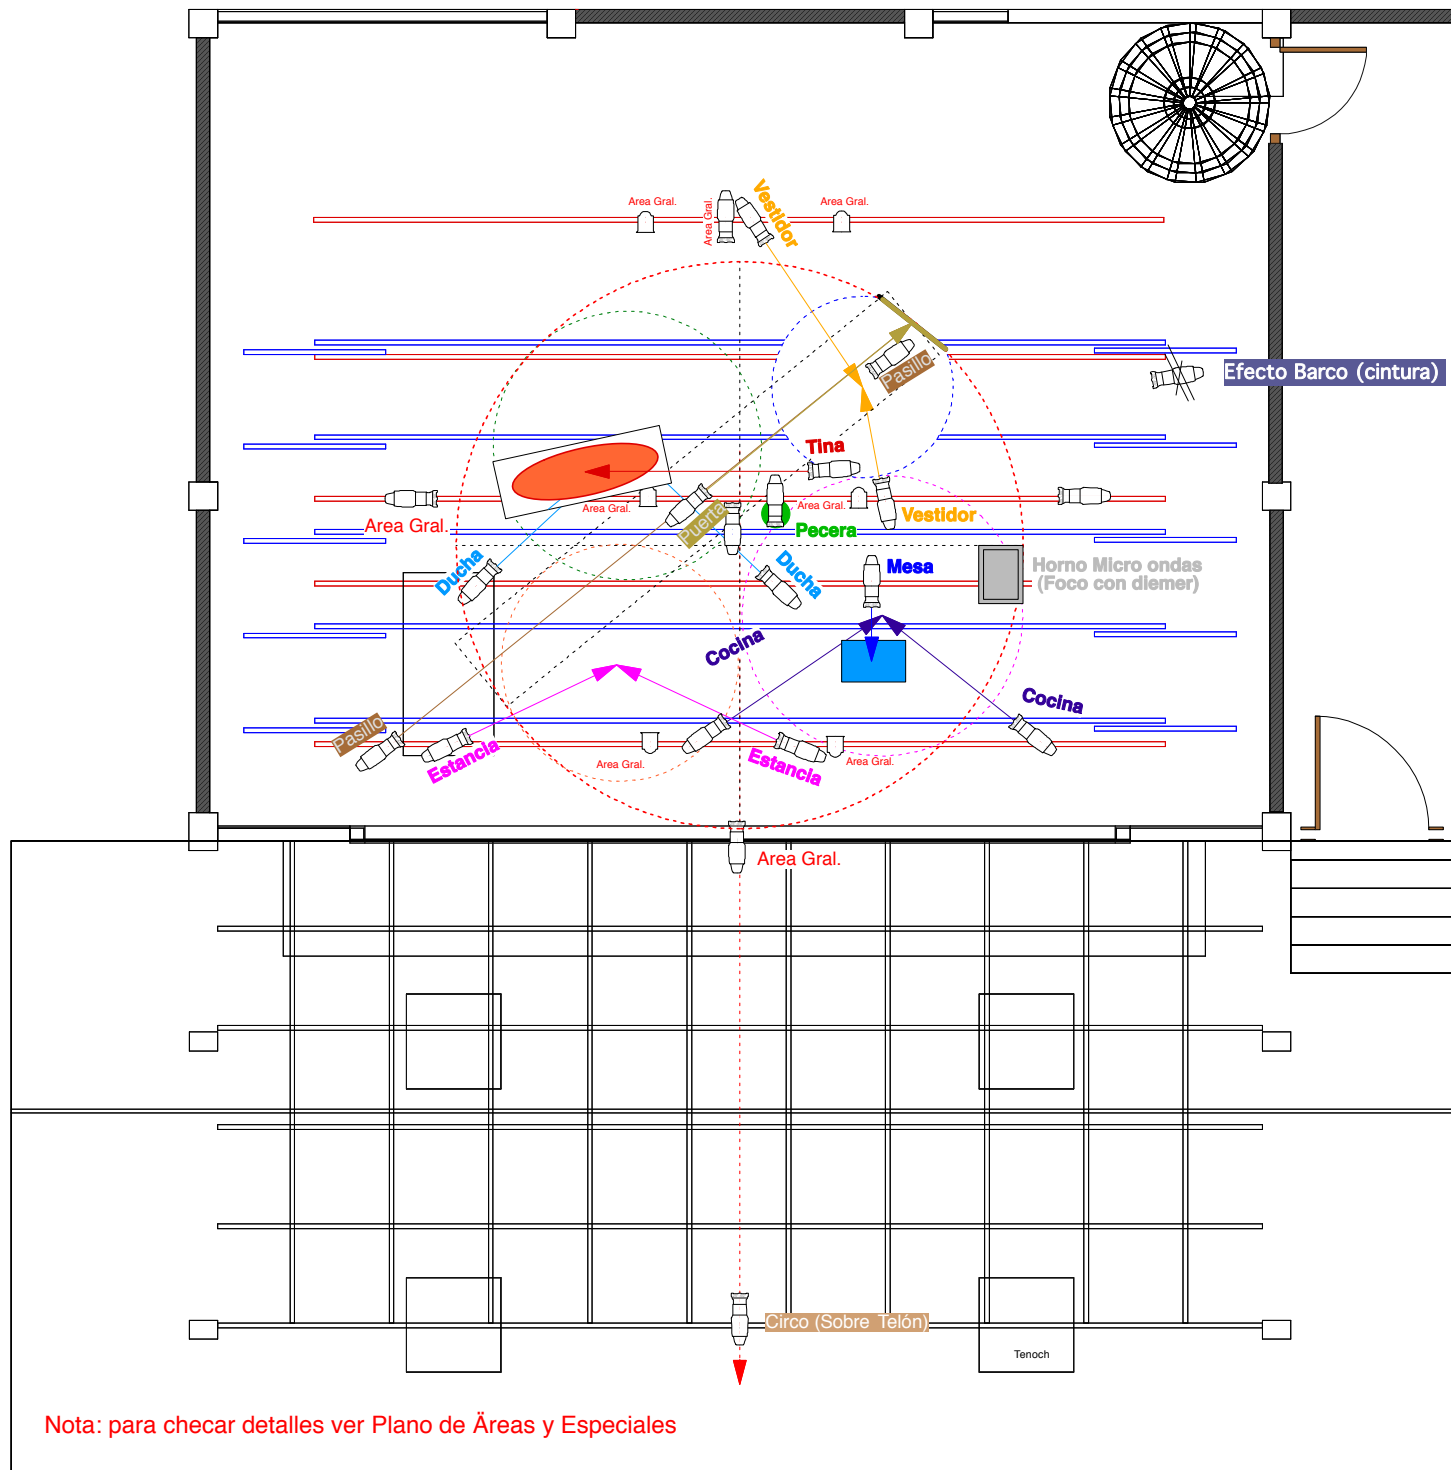 Area Gral.
Area Gral.
Vestidor
Area Gral.
Pasillo
Efecto Barco (cintura)
Tina
Area Gral.
Area Gral.
Puerta
Area Gral.
Vestidor
Pecera
Ducha
Ducha
Mesa
Horno Micro ondas
(Foco con diemer)
Cocina
Cocina
Pasillo
Estancia
Area Gral.
Estancia
Area Gral.
Area Gral.
Circo (Sobre Telón)
Tenoch
Nota: para checar detalles ver Plano de Äreas y Especiales